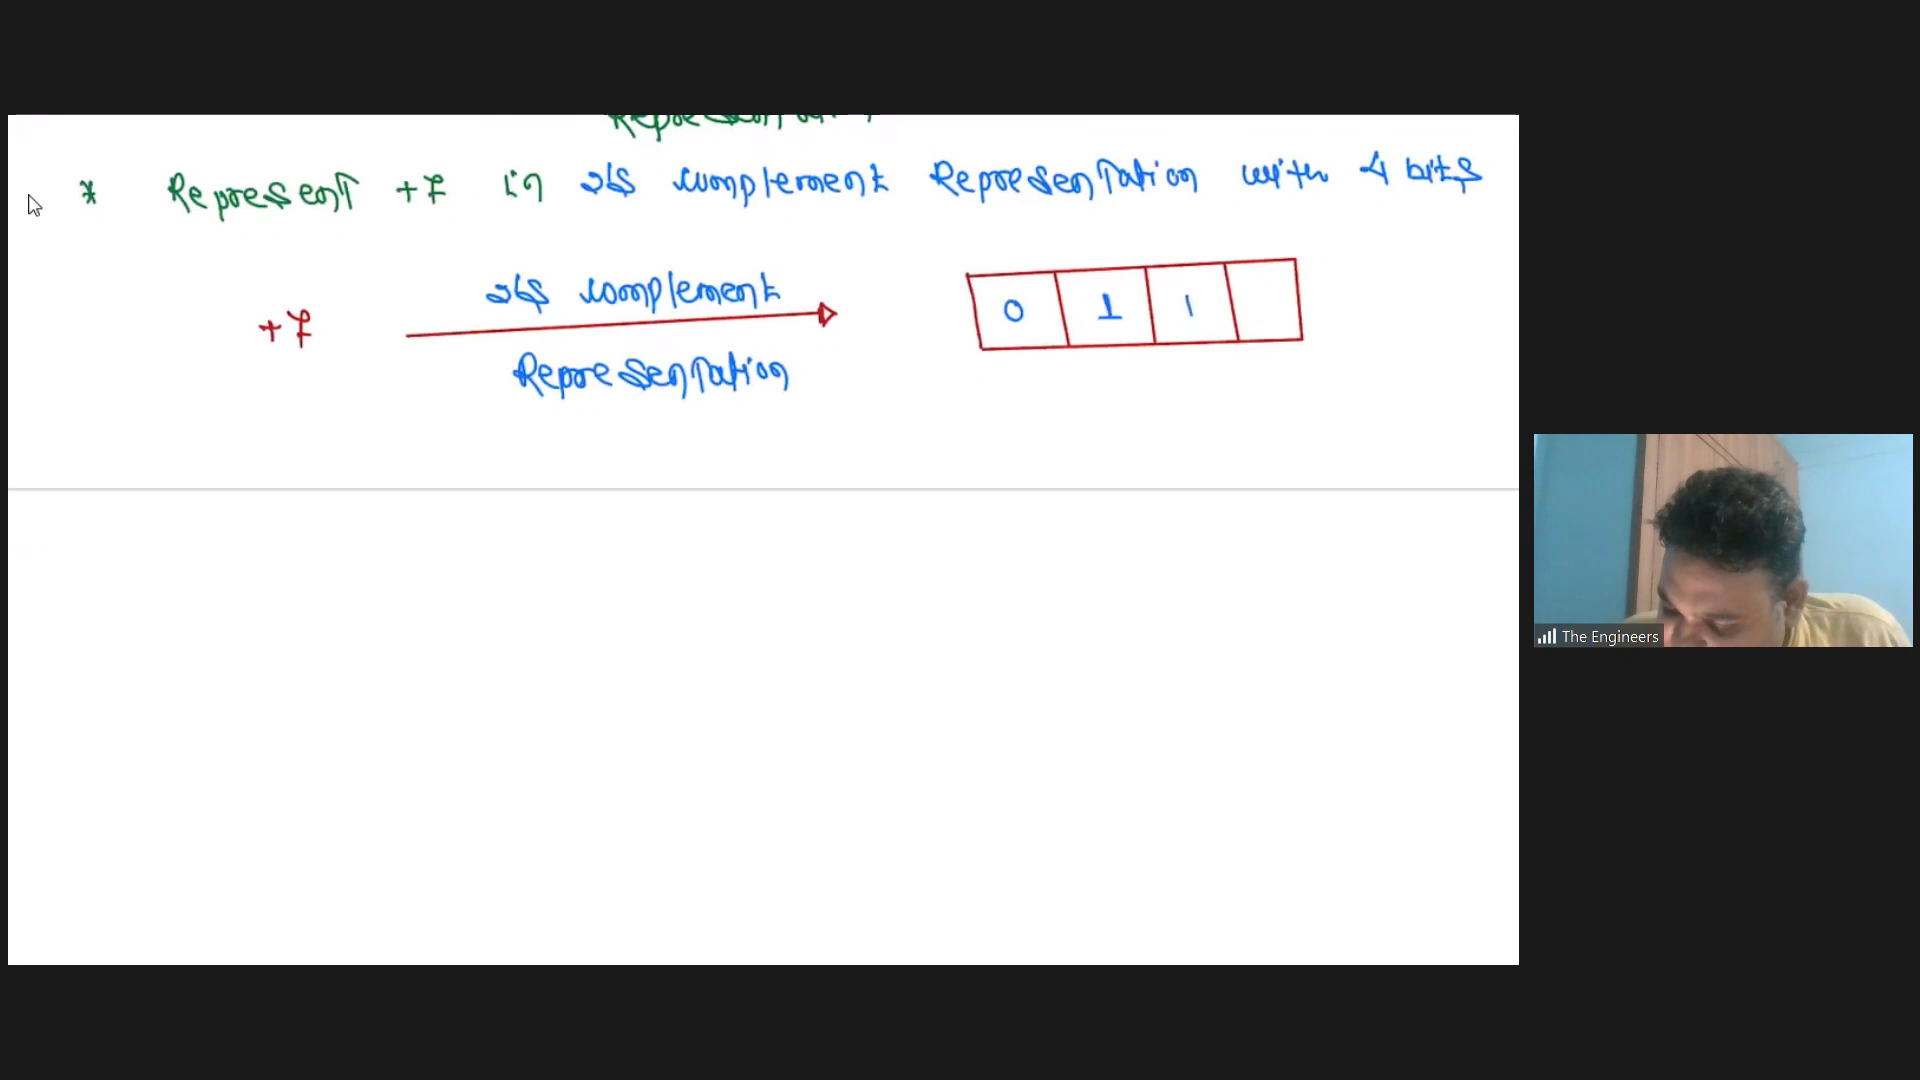 * Represent +7 in 2's complement Representation with 4 bits
2's complement
+7
0 1 1
Representation
The Engineers